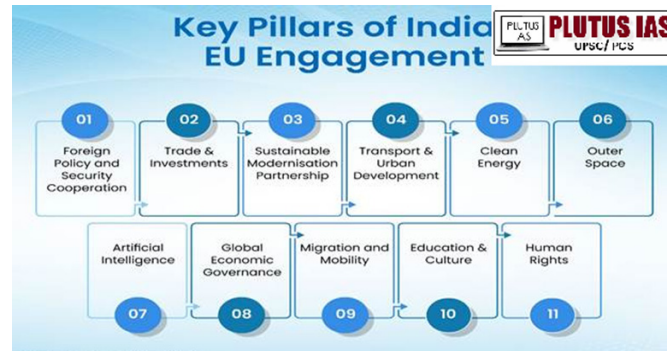 Key Pillars of India
EU Engagement
PLUTUS
IAS
PLUTUS IAS
UPSC/PCS
01
Foreign
Policy and
Security
Cooperation
02
Trade &
Investments
03
Sustainable
Modernisation
Partnership
04
Transport &
Urban
Development
05
Clean
Energy
06
Outer
Space
Artificial
Intelligence
07
Global
Economic
Governance
08
Migration and
Mobility
09
Education &
Culture
10
Human
Rights
11